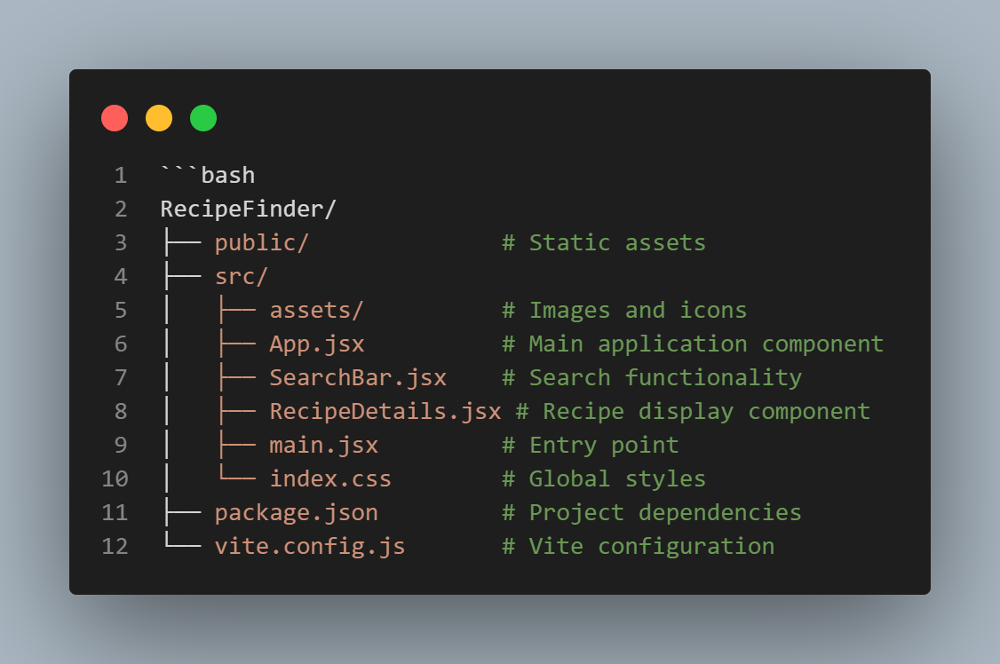 1 ```bash
2 RecipeFinder/
3 ├── public/              # Static assets
4 ├── src/
5 │   ├── assets/          # Images and icons
6 │   ├── App.jsx          # Main application component
7 │   ├── SearchBar.jsx    # Search functionality
8 │   ├── RecipeDetails.jsx # Recipe display component
9 │   ├── main.jsx         # Entry point
10 │   └── index.css        # Global styles
11 ├── package.json         # Project dependencies
12 └── vite.config.js       # Vite configuration